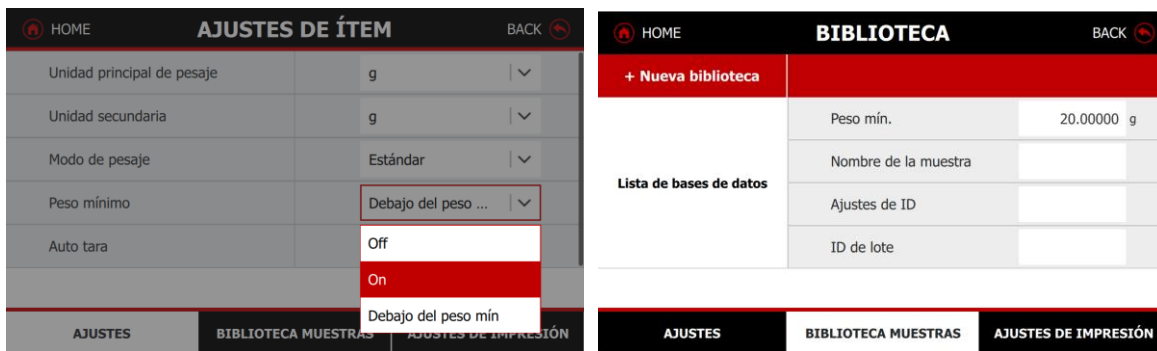 HOME AJUSTES DE ÍTEM BACK
Unidad principal de pesaje g
Unidad secundaria g
Modo de pesaje Estándar
Peso mínimo Debajo del peso ...
Auto tara
Off
On
Debajo del peso mín
AJUSTES BIBLIOTECA MUESTRAS AJUSTES DE IMPRESIÓN
HOME BIBLIOTECA BACK
+ Nueva biblioteca
Peso mín. 20.00000 g
Nombre de la muestra
Lista de bases de datos
Ajustes de ID
ID de lote
AJUSTES BIBLIOTECA MUESTRAS AJUSTES DE IMPRESIÓN